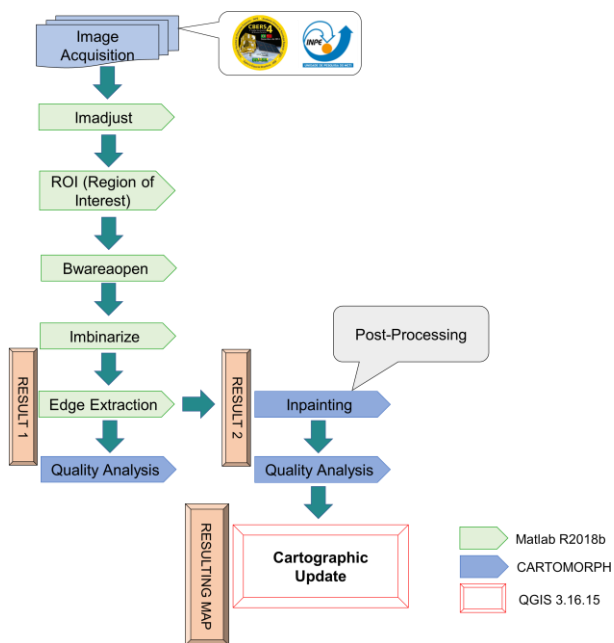 Image
Acquisition
CBERS
4
INPE
Imadjust
ROI (Region of
Interest)
Bwareaopen
Imbinarize
Post-Processing
RESULT 1
Edge Extraction
RESULT 2
Inpainting
Quality Analysis
Quality Analysis
RESULTING MAP
Cartographic
Update
Matlab R2018b
CARTOMORPH
QGIS 3.16.15